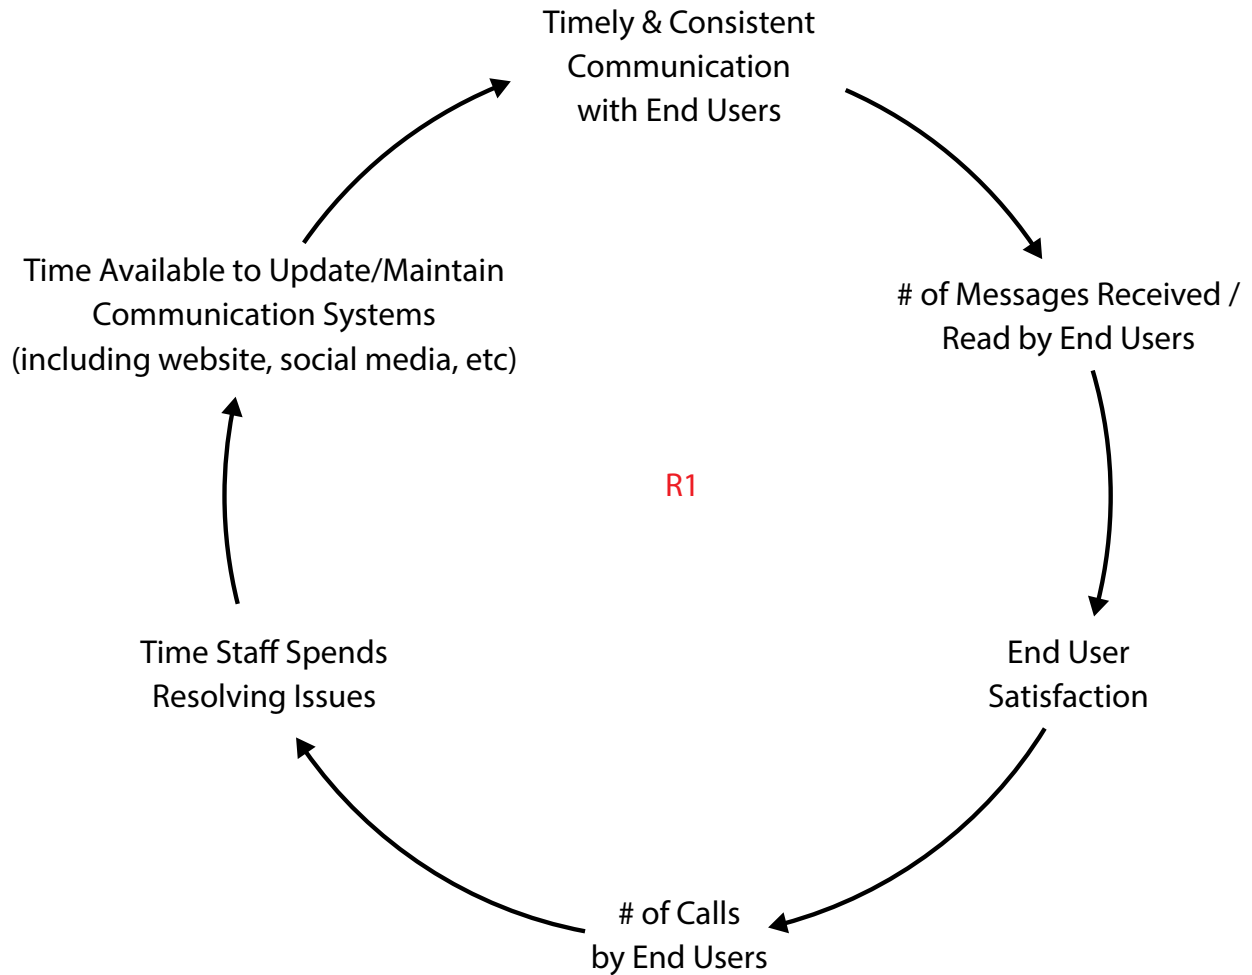 Timely & Consistent
Communication
with End Users
# of Messages Received /
Read by End Users
End User
Satisfaction
# of Calls
by End Users
Time Staff Spends
Resolving Issues
Time Available to Update/Maintain
Communication Systems
(including website, social media, etc)
R1